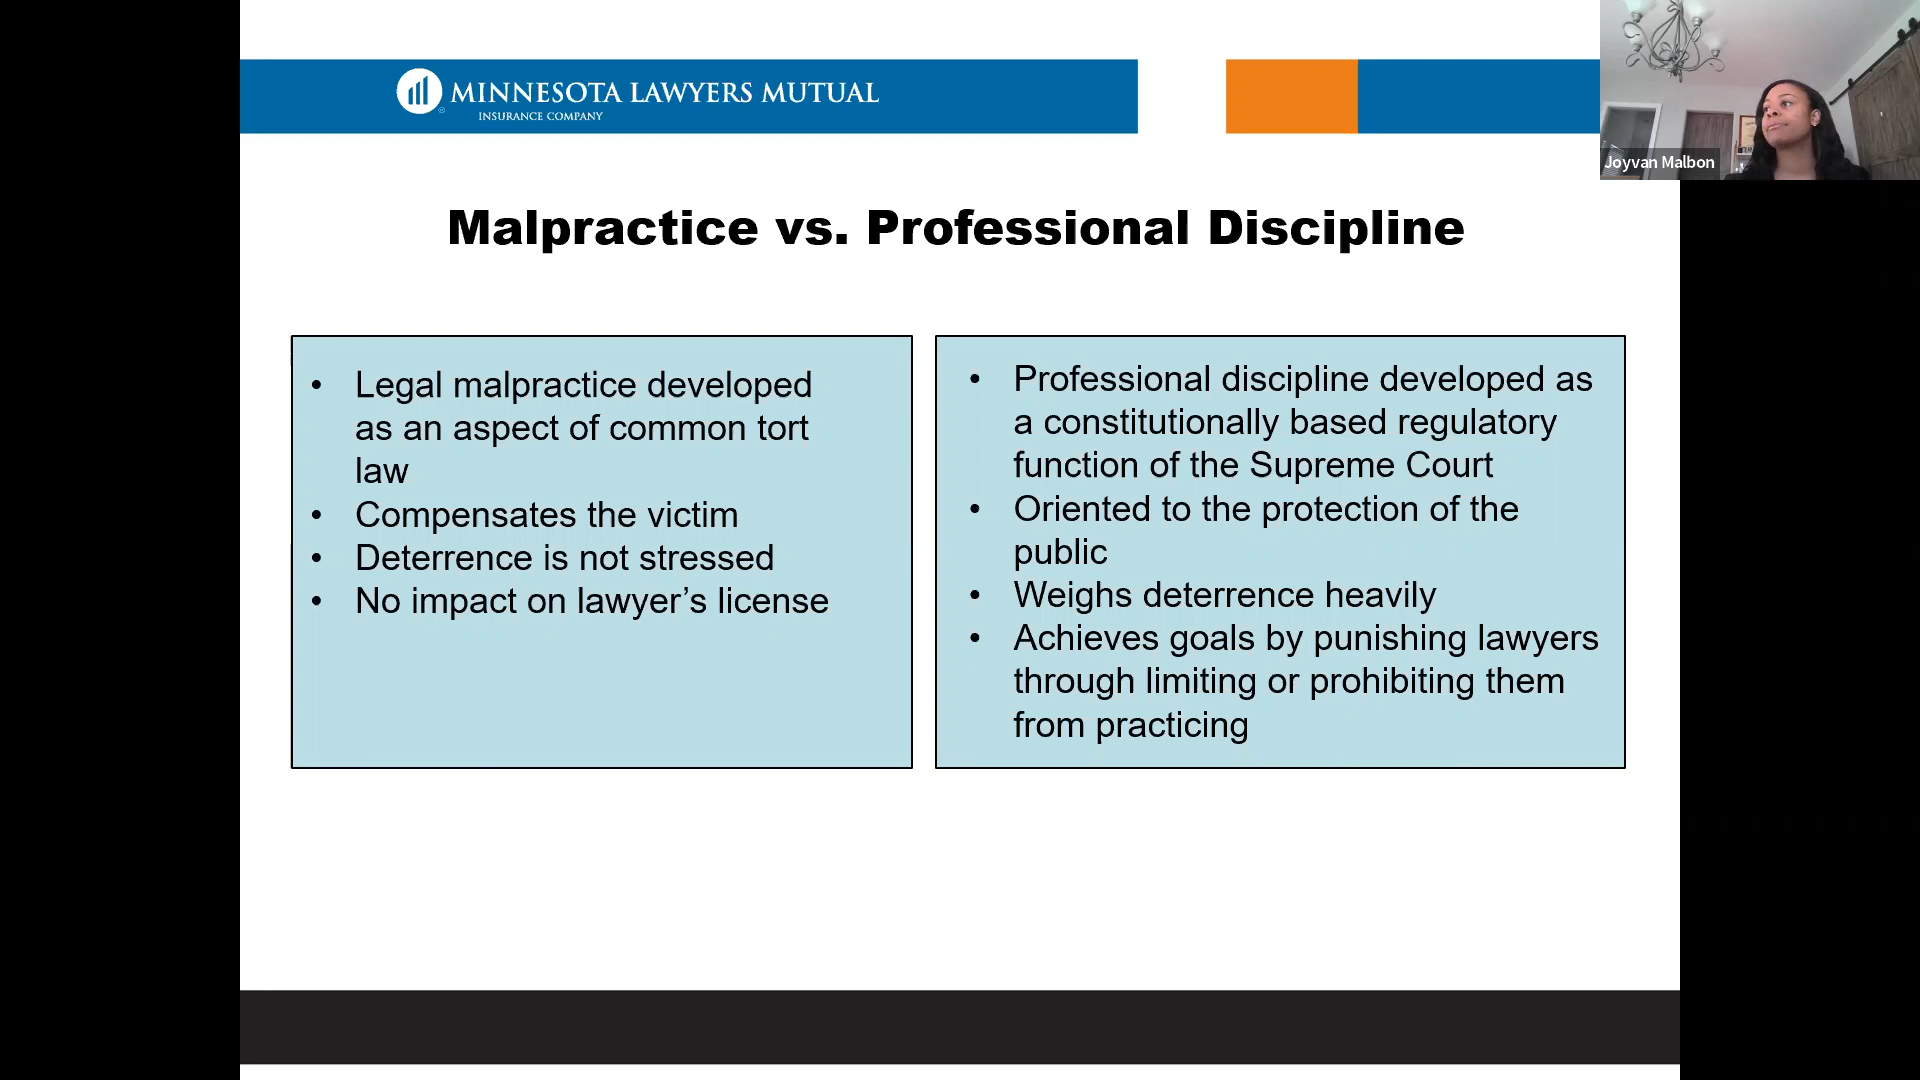 MINNESOTA LAWYERS MUTUAL
INSURANCE COMPANY
Joyvan Malbon
Malpractice vs. Professional Discipline
• Legal malpractice developed
as an aspect of common tort
law
• Compensates the victim
• Deterrence is not stressed
• No impact on lawyer’s license
• Professional discipline developed as
a constitutionally based regulatory
function of the Supreme Court
• Oriented to the protection of the
public
• Weighs deterrence heavily
• Achieves goals by punishing lawyers
through limiting or prohibiting them
from practicing